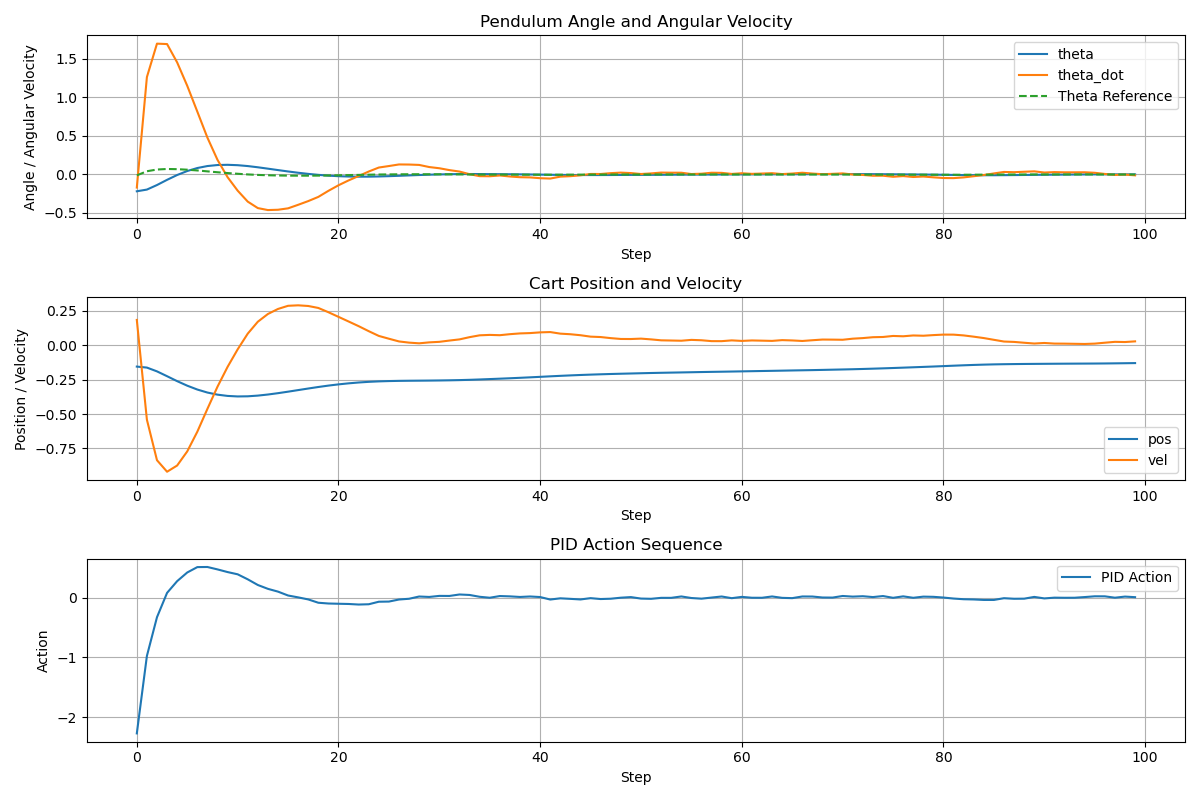 Pendulum Angle and Angular Velocity
Angle / Angular Velocity
1.5
1.0
0.5
0.0
−0.5
theta
theta_dot
Theta Reference
0
20
40
60
80
100
Step
Cart Position and Velocity
Position / Velocity
0.25
0.00
−0.25
−0.50
−0.75
pos
vel
0
20
40
60
80
100
Step
PID Action Sequence
Action
0
−1
−2
PID Action
0
20
40
60
80
100
Step